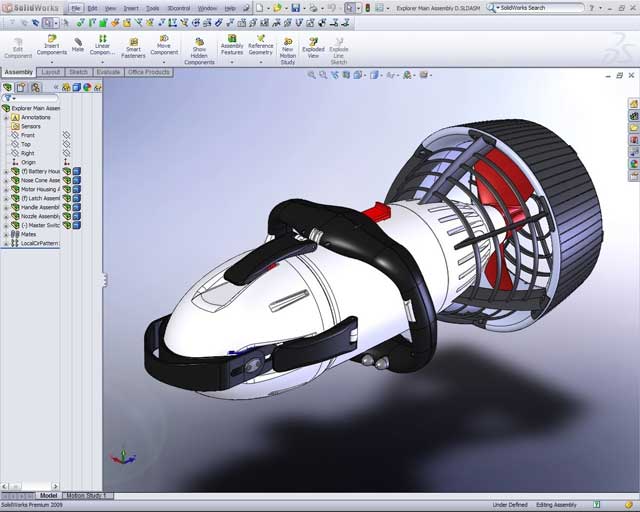 SolidWorks File Edit View Insert Tools 3Dcontrol Window Help Explorer Main Assembly D.SLDASM SolidWorks Search
Edit Component
Insert Components
Mate
Linear Compon...
Smart Fasteners
Move Component
Show Hidden Components
Assembly Features
Reference Geometry
New Motion Study
Exploded View
Explode Line Sketch
Assembly Layout Sketch Evaluate Office Products
Explorer Main Assem
Annotations
Sensors
Front
Top
Right
Origin
(f) Battery Hous
Nose Cone Asse
Motor Housing A
(f) Latch Assemb
Handle Assembl
Nozzle Assembly
(-) Master Switc
Mates
LocalCirPattern
Model Motion Study 1
SolidWorks Premium 2009 Under Defined Editing Assembly